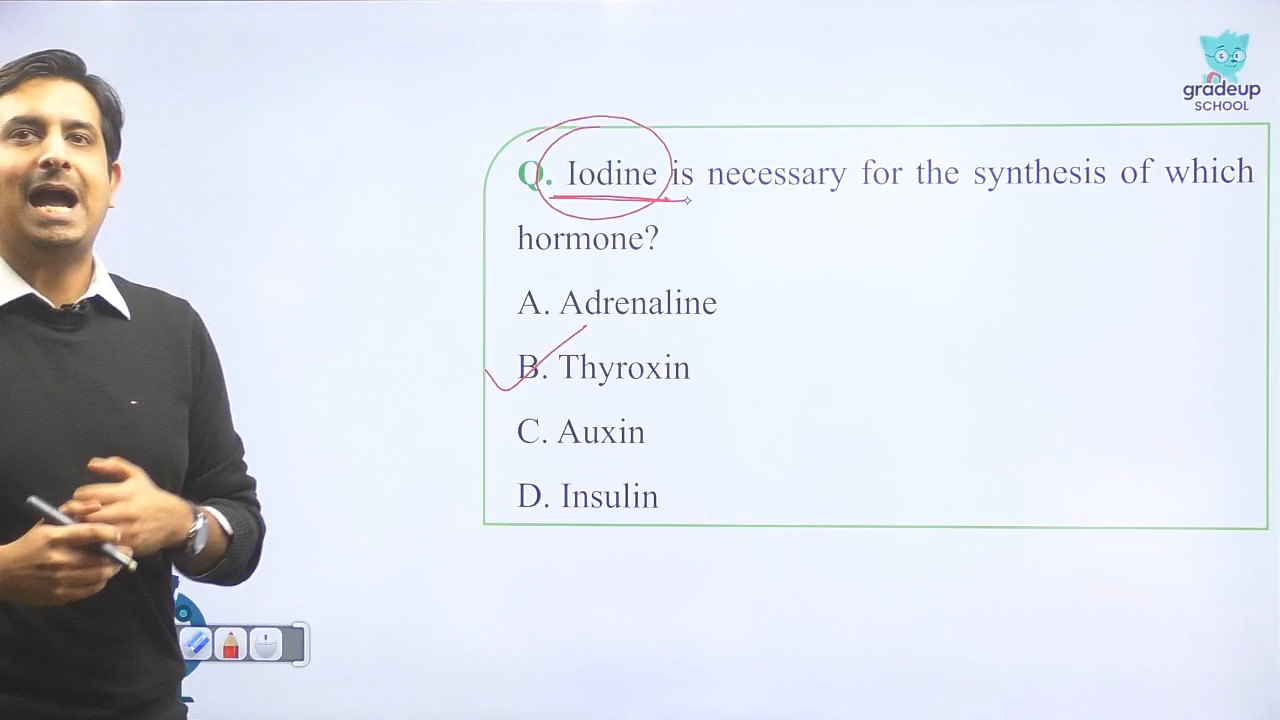 gradeup
SCHOOL
Q. Iodine is necessary for the synthesis of which
hormone?
A. Adrenaline
B. Thyroxin
C. Auxin
D. Insulin